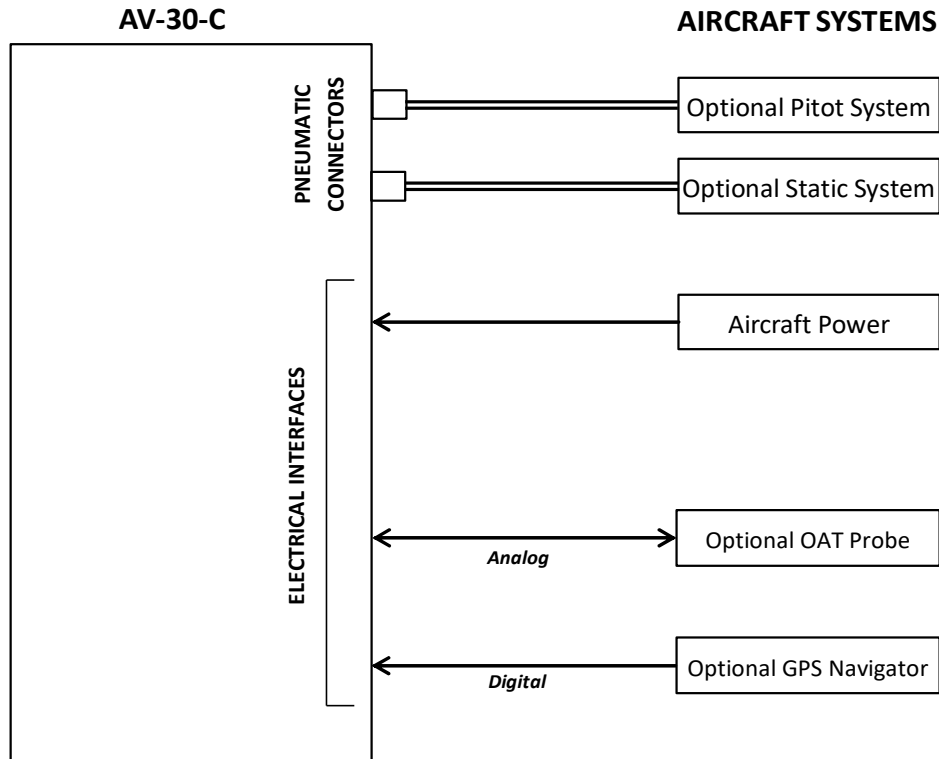 AV-30-C
AIRCRAFT SYSTEMS
PNEUMATIC
CONNECTORS
Optional Pitot System
Optional Static System
ELECTRICAL INTERFACES
Aircraft Power
Analog
Optional OAT Probe
Digital
Optional GPS Navigator